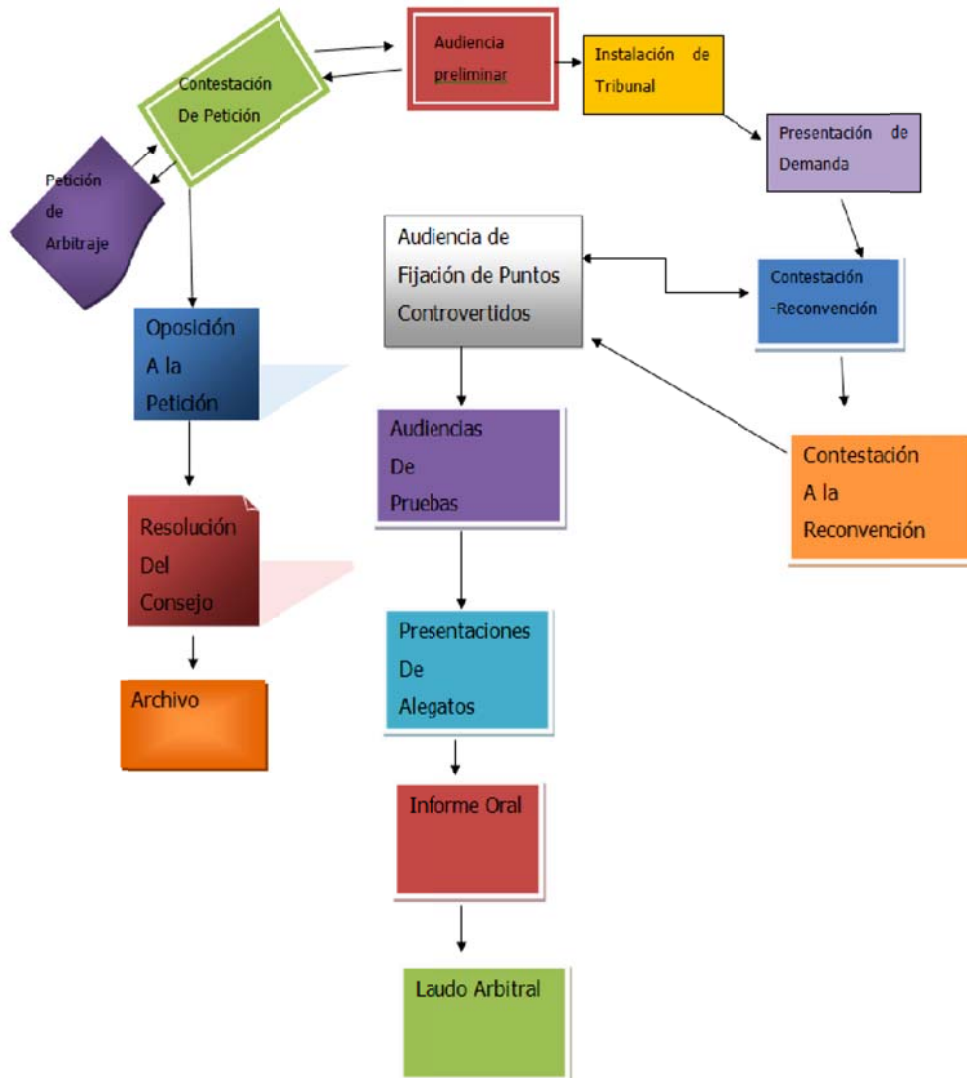 Petición
de
Arbitraje
Contestación
De Petición
Audiencia
preliminar
Instalación de
Tribunal
Presentación de
Demanda
Contestación
-Reconvención
Contestación
A la
Reconvención
Audiencia de
Fijación de Puntos
Controvertidos
Audiencias
De
Pruebas
Presentaciones
De
Alegatos
Informe Oral
Laudo Arbitral
Oposición
A la
Petición
Resolución
Del
Consejo
Archivo